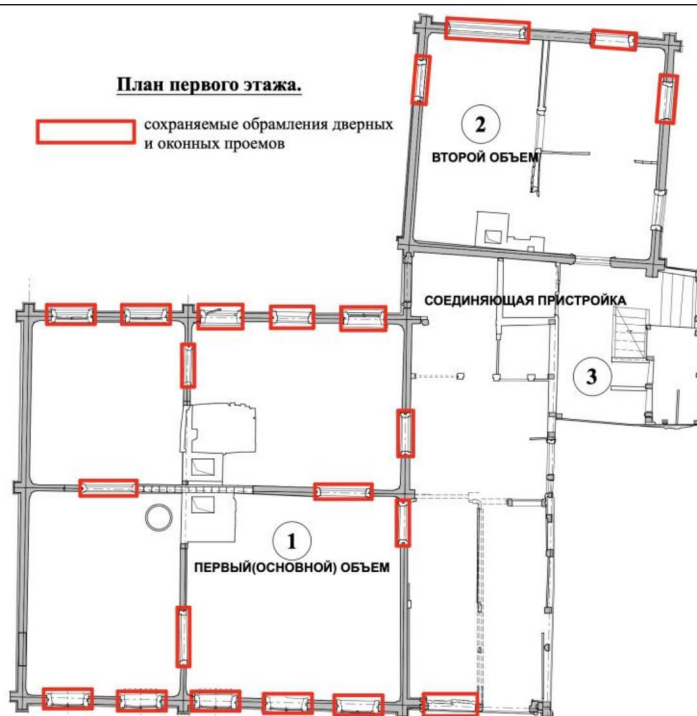 План первого этажа.
сохраняемые обрамления дверных
и оконных проемов
2
ВТОРОЙ ОБЪЕМ
СОЕДИНЯЮЩАЯ ПРИСТРОЙКА
3
1
ПЕРВЫЙ(ОСНОВНОЙ) ОБЪЕМ